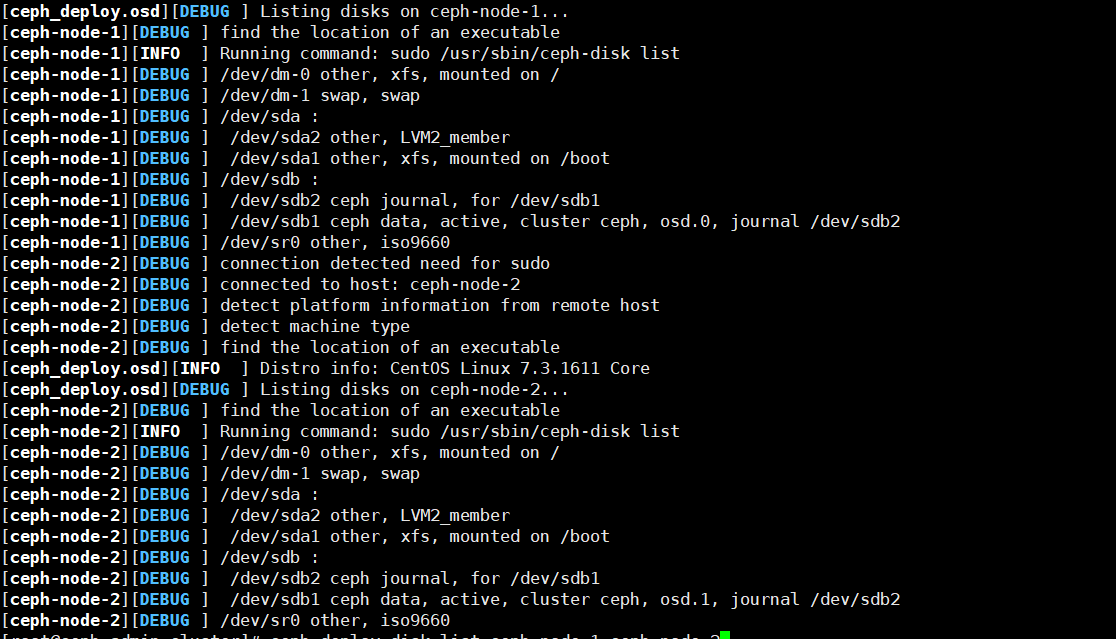 [ceph_deploy.osd][DEBUG ] Listing disks on ceph-node-1...
[ceph-node-1][DEBUG ] find the location of an executable
[ceph-node-1][INFO  ] Running command: sudo /usr/sbin/ceph-disk list
[ceph-node-1][DEBUG ] /dev/dm-0 other, xfs, mounted on /
[ceph-node-1][DEBUG ] /dev/dm-1 swap, swap
[ceph-node-1][DEBUG ] /dev/sda :
[ceph-node-1][DEBUG ]  /dev/sda2 other, LVM2_member
[ceph-node-1][DEBUG ]  /dev/sda1 other, xfs, mounted on /boot
[ceph-node-1][DEBUG ] /dev/sdb :
[ceph-node-1][DEBUG ]  /dev/sdb2 ceph journal, for /dev/sdb1
[ceph-node-1][DEBUG ]  /dev/sdb1 ceph data, active, cluster ceph, osd.0, journal /dev/sdb2
[ceph-node-1][DEBUG ] /dev/sr0 other, iso9660
[ceph-node-2][DEBUG ] connection detected need for sudo
[ceph-node-2][DEBUG ] connected to host: ceph-node-2
[ceph-node-2][DEBUG ] detect platform information from remote host
[ceph-node-2][DEBUG ] detect machine type
[ceph-node-2][DEBUG ] find the location of an executable
[ceph_deploy.osd][INFO  ] Distro info: CentOS Linux 7.3.1611 Core
[ceph_deploy.osd][DEBUG ] Listing disks on ceph-node-2...
[ceph-node-2][DEBUG ] find the location of an executable
[ceph-node-2][INFO  ] Running command: sudo /usr/sbin/ceph-disk list
[ceph-node-2][DEBUG ] /dev/dm-0 other, xfs, mounted on /
[ceph-node-2][DEBUG ] /dev/dm-1 swap, swap
[ceph-node-2][DEBUG ] /dev/sda :
[ceph-node-2][DEBUG ]  /dev/sda2 other, LVM2_member
[ceph-node-2][DEBUG ]  /dev/sda1 other, xfs, mounted on /boot
[ceph-node-2][DEBUG ] /dev/sdb :
[ceph-node-2][DEBUG ]  /dev/sdb2 ceph journal, for /dev/sdb1
[ceph-node-2][DEBUG ]  /dev/sdb1 ceph data, active, cluster ceph, osd.1, journal /dev/sdb2
[ceph-node-2][DEBUG ] /dev/sr0 other, iso9660
[root@ceph-admin cluster]# ceph-deploy disk list ceph-node-1 ceph-node-2